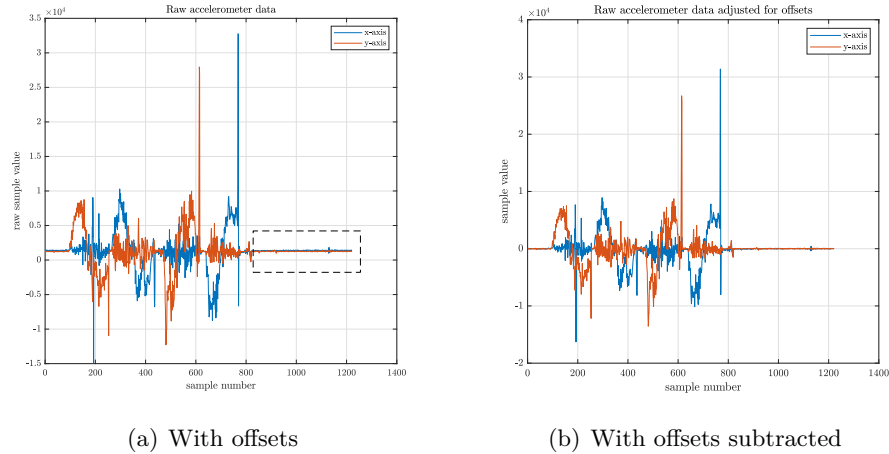 Raw accelerometer data
×10⁴
3.5
3
2.5
2
1.5
1
0.5
0
-0.5
-1
-1.5
raw sample value
0 200 400 600 800 1000 1200 1400
sample number
x-axis
y-axis
(a) With offsets
Raw accelerometer data adjusted for offsets
×10⁴
4
3
2
1
0
-1
-2
sample value
0 200 400 600 800 1000 1200 1400
sample number
x-axis
y-axis
(b) With offsets subtracted